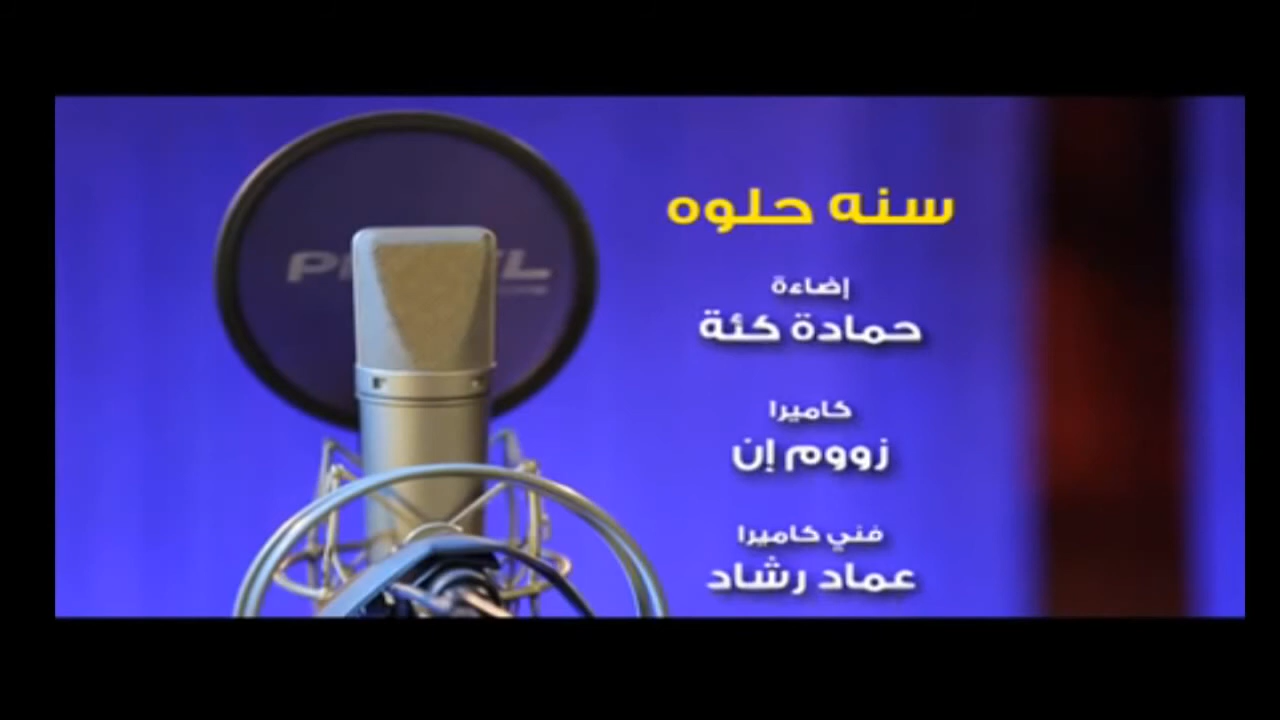 سنه حلوه
إضاءة
حمادة كئة
كاميرا
زووم إن
فني كاميرا
عماد رشاد